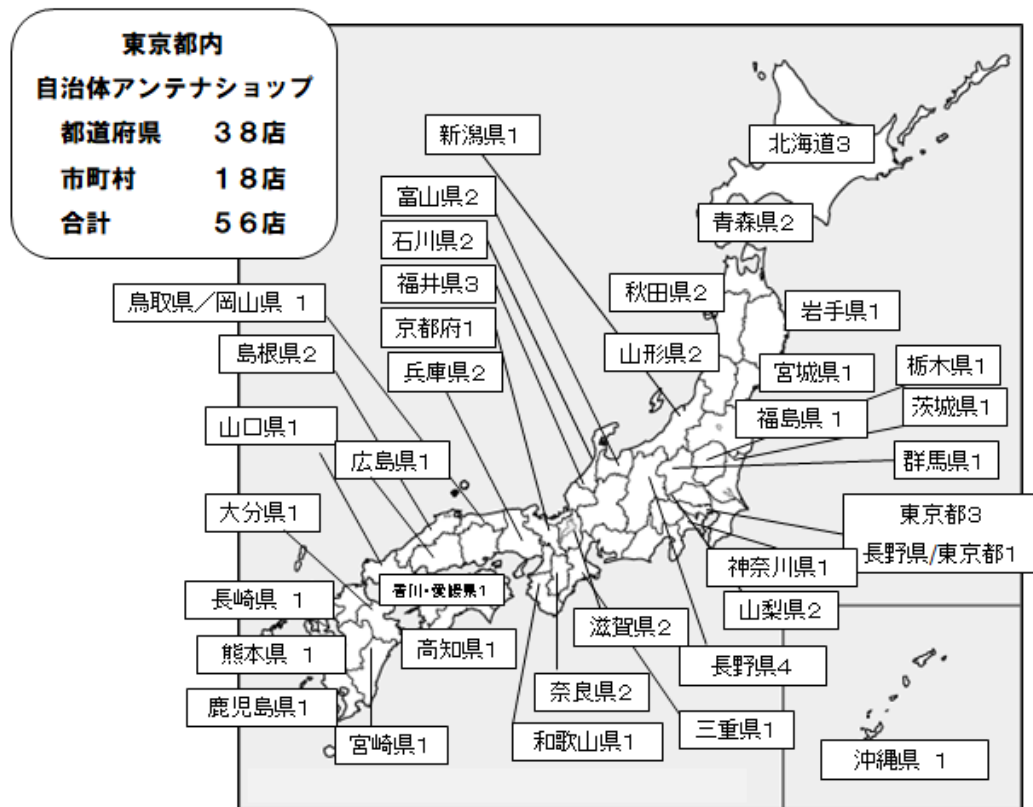 東京都内
自治体アンテナショップ
都道府県 38店
市町村 18店
合計 56店
新潟県1
北海道3
富山県2
青森県2
石川県2
福井県3
秋田県2
鳥取県／岡山県 1
岩手県1
京都府1
山形県2
島根県2
兵庫県2
宮城県1
栃木県1
福島県 1
茨城県1
山口県1
広島県1
群馬県1
大分県1
東京都3
長野県/東京都1
神奈川県1
香川・愛媛県1
長崎県 1
山梨県2
滋賀県2
高知県1
熊本県 1
長野県4
奈良県2
鹿児島県1
三重県1
宮崎県1
和歌山県1
沖縄県 1